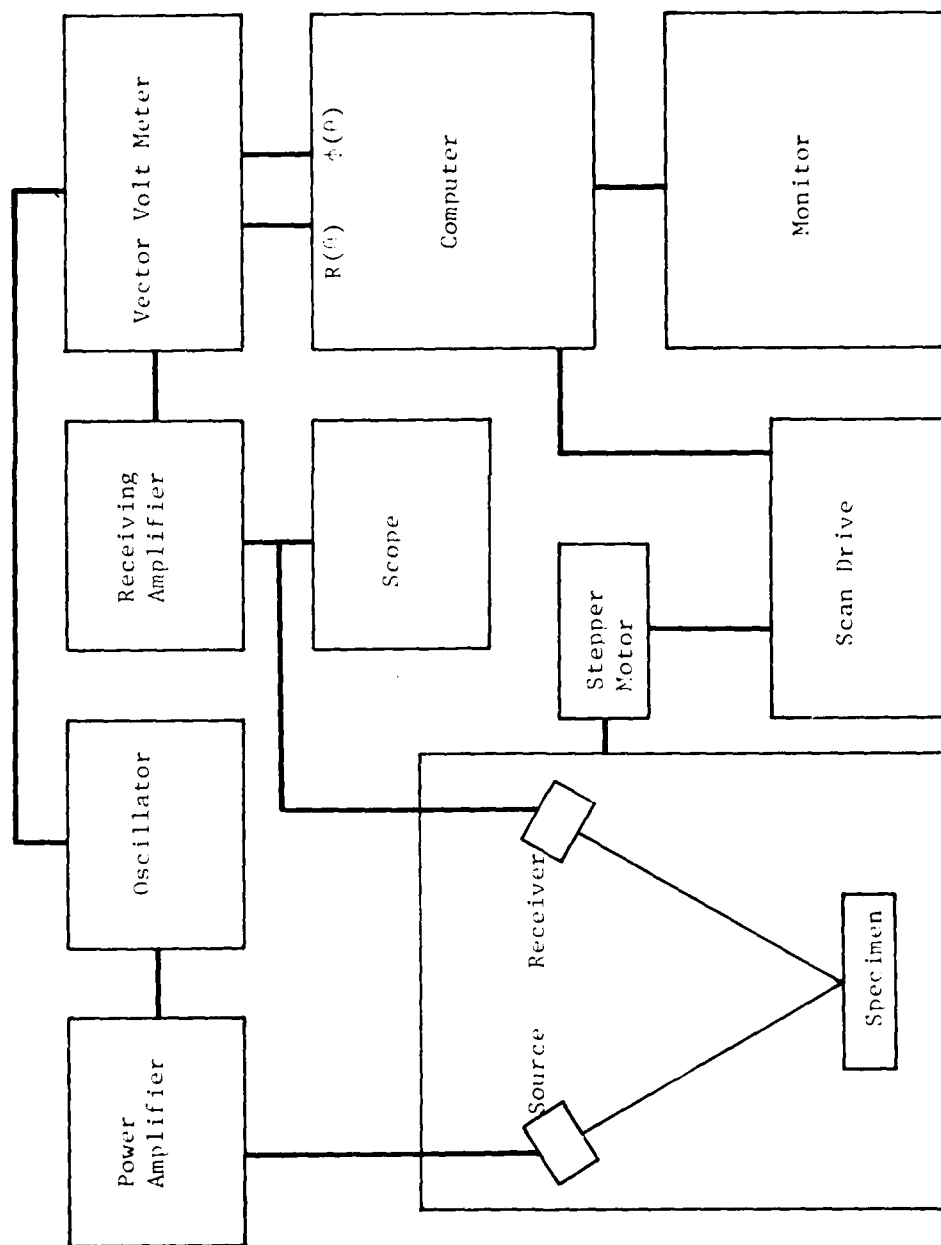 Power
Amplifier
Oscillator
Receiving
Amplifier
Vector Volt Meter
Scope
R(θ)
φ(θ)
Computer
Source
Receiver
Stepper
Motor
Specimen
Scan Drive
Monitor